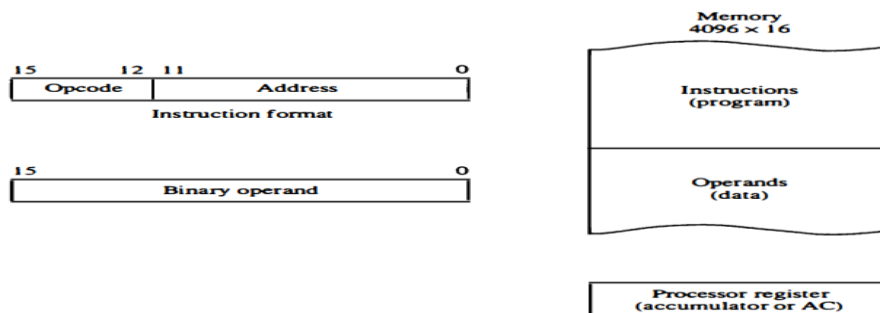 Memory
4096 × 16
15 12 11 0
Opcode Address
Instruction format
Instructions
(program)
15 0
Binary operand
Operands
(data)
Processor register
(accumulator or AC)